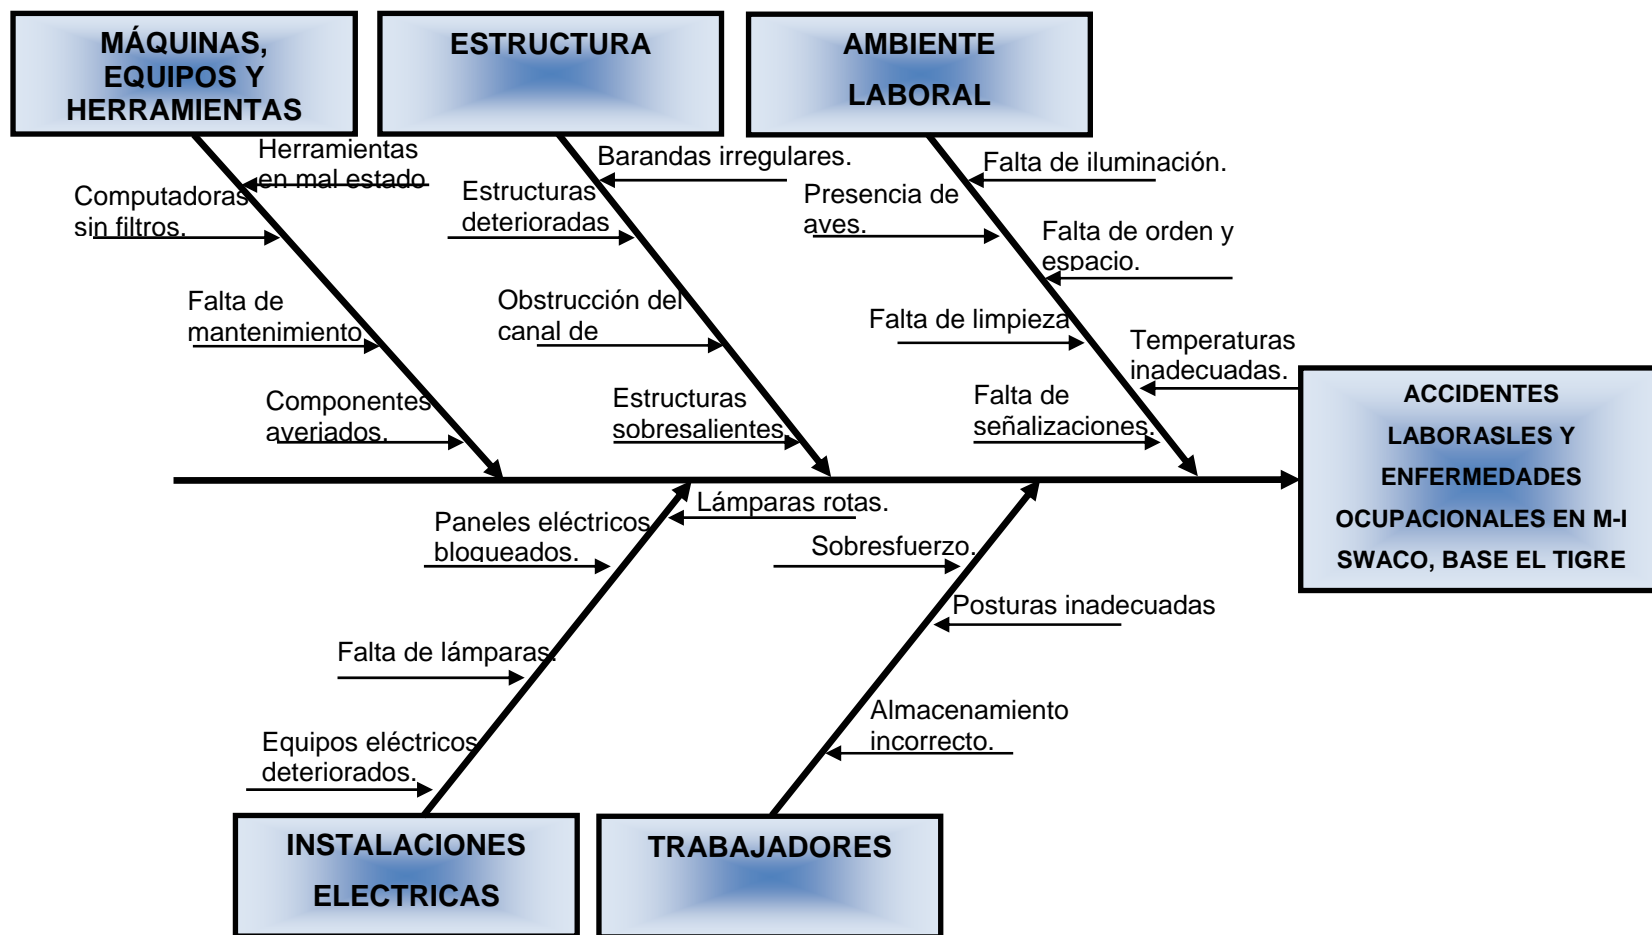 MÁQUINAS,
EQUIPOS Y
HERRAMIENTAS
ESTRUCTURA
AMBIENTE
LABORAL
Herramientas
en mal estado
Computadoras
sin filtros.
Falta de
mantenimiento
Componentes
averiados.
Barandas irregulares.
Estructuras
deterioradas
Obstrucción del
canal de
Estructuras
sobresalientes.
Falta de iluminación.
Presencia de
aves.
Falta de orden y
espacio.
Falta de limpieza
Temperaturas
inadecuadas.
Falta de
señalizaciones.
ACCIDENTES
LABORASLES Y
ENFERMEDADES
OCUPACIONALES EN M-I
SWACO, BASE EL TIGRE
Lámparas rotas.
Paneles eléctricos
bloqueados.
Falta de lámparas.
Equipos eléctricos
deteriorados.
Sobresfuerzo.
Posturas inadecuadas
Almacenamiento
incorrecto.
INSTALACIONES
ELECTRICAS
TRABAJADORES